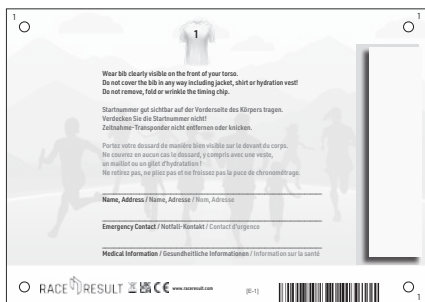 1
1
1
Wear bib clearly visible on the front of your torso.
Do not cover the bib in any way including jacket, shirt or hydration vest!
Do not remove, fold or wrinkle the timing chip.
Startnummer gut sichtbar auf der Vorderseite des Körpers tragen.
Verdecken Sie die Startnummer nicht!
Zeitnahme-Transponder nicht entfernen oder knicken.
Portez votre dossard de manière bien visible sur le devant du corps.
Ne couvrez en aucun cas le dossard, y compris avec une veste,
un maillot ou un gilet d'hydratation !
Ne retirez pas, ne pliez pas et ne froissez pas la puce de chronométrage.
Name, Address / Name, Adresse / Nom, Adresse
Emergency Contact / Notfall-Kontakt / Contact d'urgence
Medical Information / Gesundheitliche Informationen / Information sur la santé
RACE RESULT CE www.raceresult.com [E-1]
1